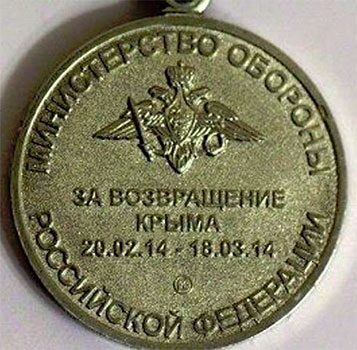 МИНИСТЕРСТВО ОБОРОНЫ
ЗА ВОЗВРАЩЕНИЕ
КРЫМА
20.02.14 - 18.03.14
РОССИЙСКОЙ ФЕДЕРАЦИИ